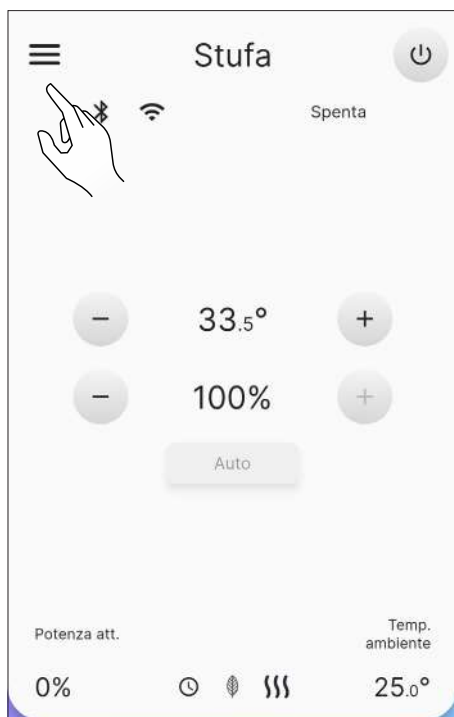 Stufa
Spenta
33.5°
100%
Auto
Potenza att.
Temp.
ambiente
0%
25.0°